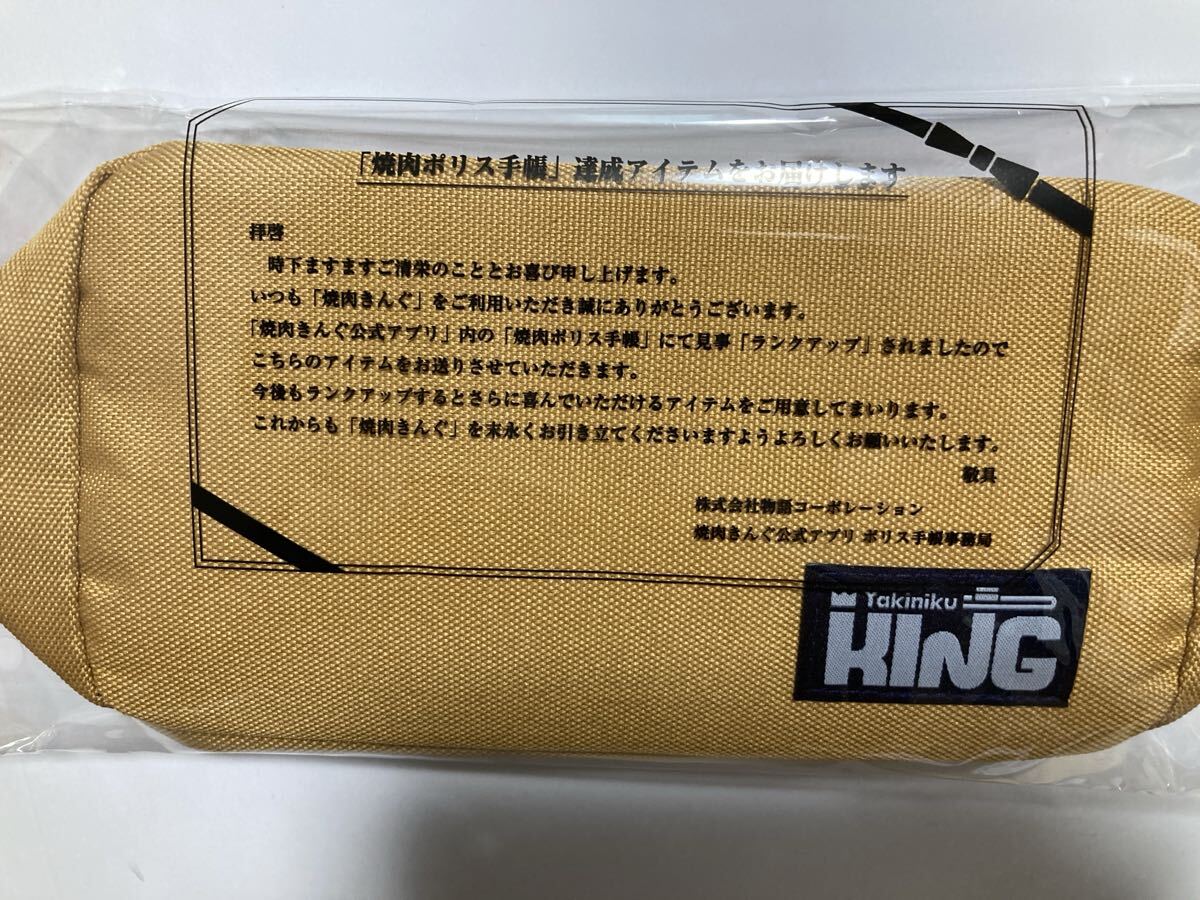 「焼肉ポリス手帳」達成アイテムをお届けします
拝啓
時下ますますご清栄のこととお喜び申し上げます。
いつも「焼肉きんぐ」をご利用いただき誠にありがとうございます。
「焼肉きんぐ公式アプリ」内の「焼肉ポリス手帳」にて見事「ランクアップ」されましたので
こちらのアイテムをお送りさせていただきます。
今後もランクアップするとさらに喜んでいただけるアイテムをご用意してまいります。
これからも「焼肉きんぐ」を末永くお引き立てくださいますようよろしくお願いいたします。
敬具
株式会社物語コーポレーション
焼肉きんぐ公式アプリ ポリス手帳事務局
Yakiniku
KING